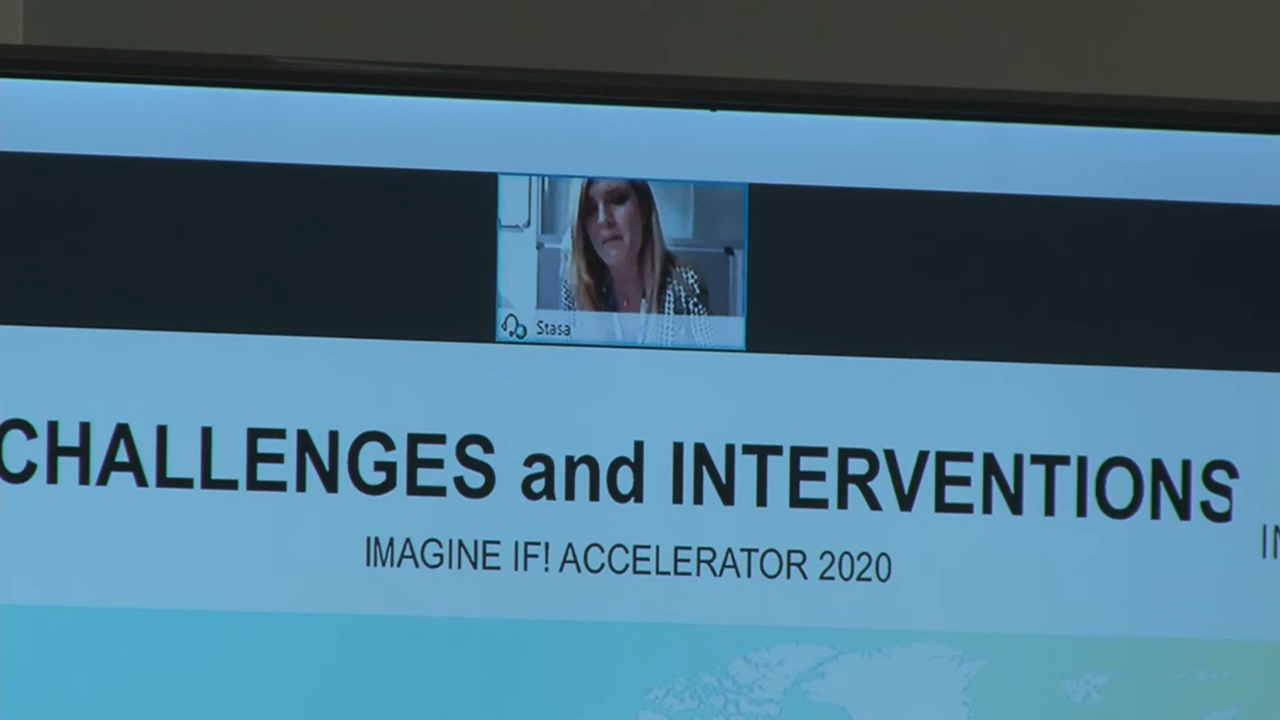 Stasa
CHALLENGES and INTERVENTIONS
IMAGINE IF! ACCELERATOR 2020